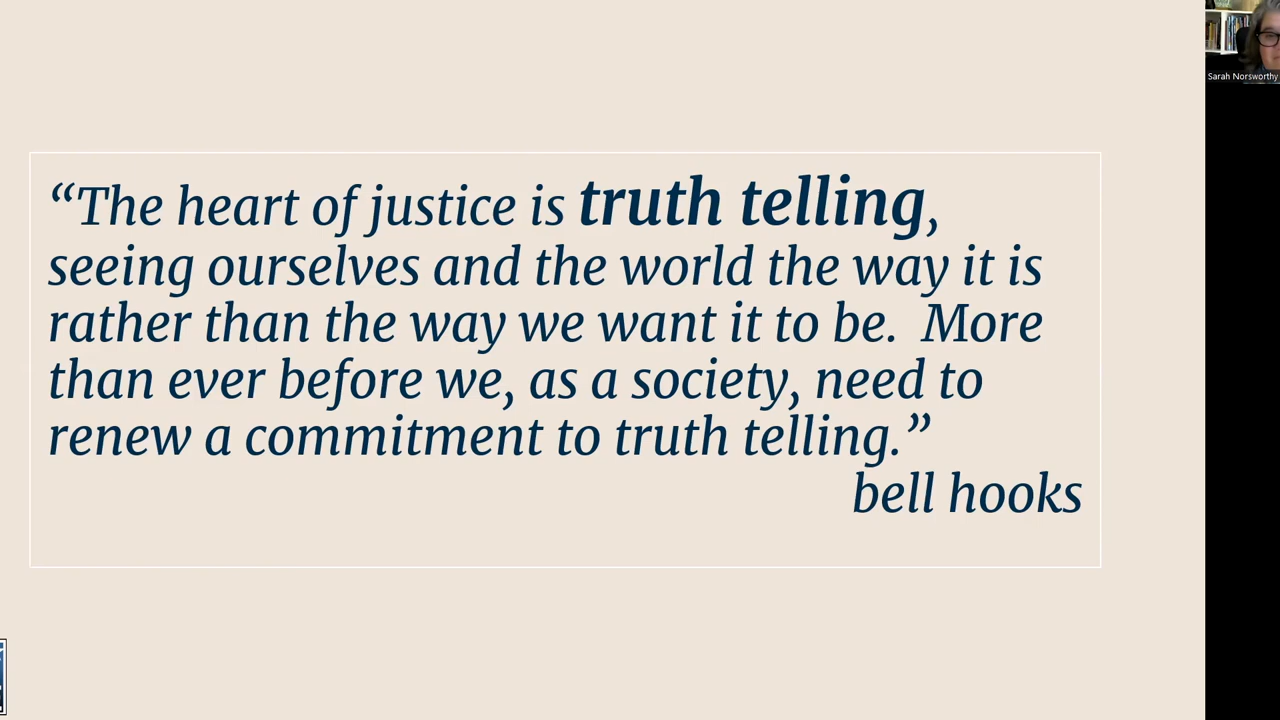 “The heart of justice is truth telling,
seeing ourselves and the world the way it is
rather than the way we want it to be.  More
than ever before we, as a society, need to
renew a commitment to truth telling.”
bell hooks
Sarah Norsworthy